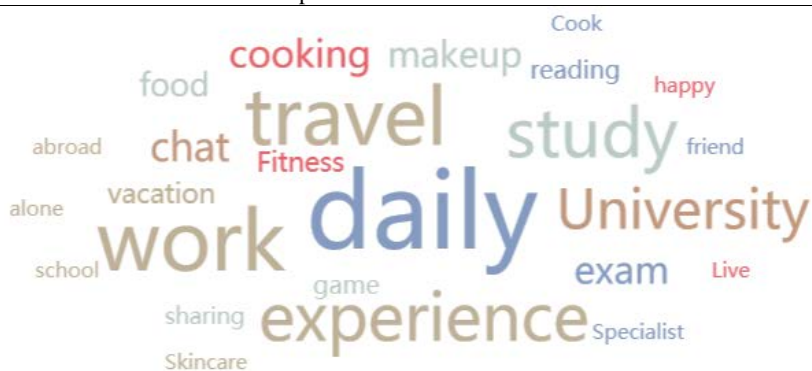 Cook
cooking makeup reading
food happy
travel study
abroad chat Fitness friend
vacation daily University
alone
work
school exam Live
game
sharing experience Specialist
Skincare